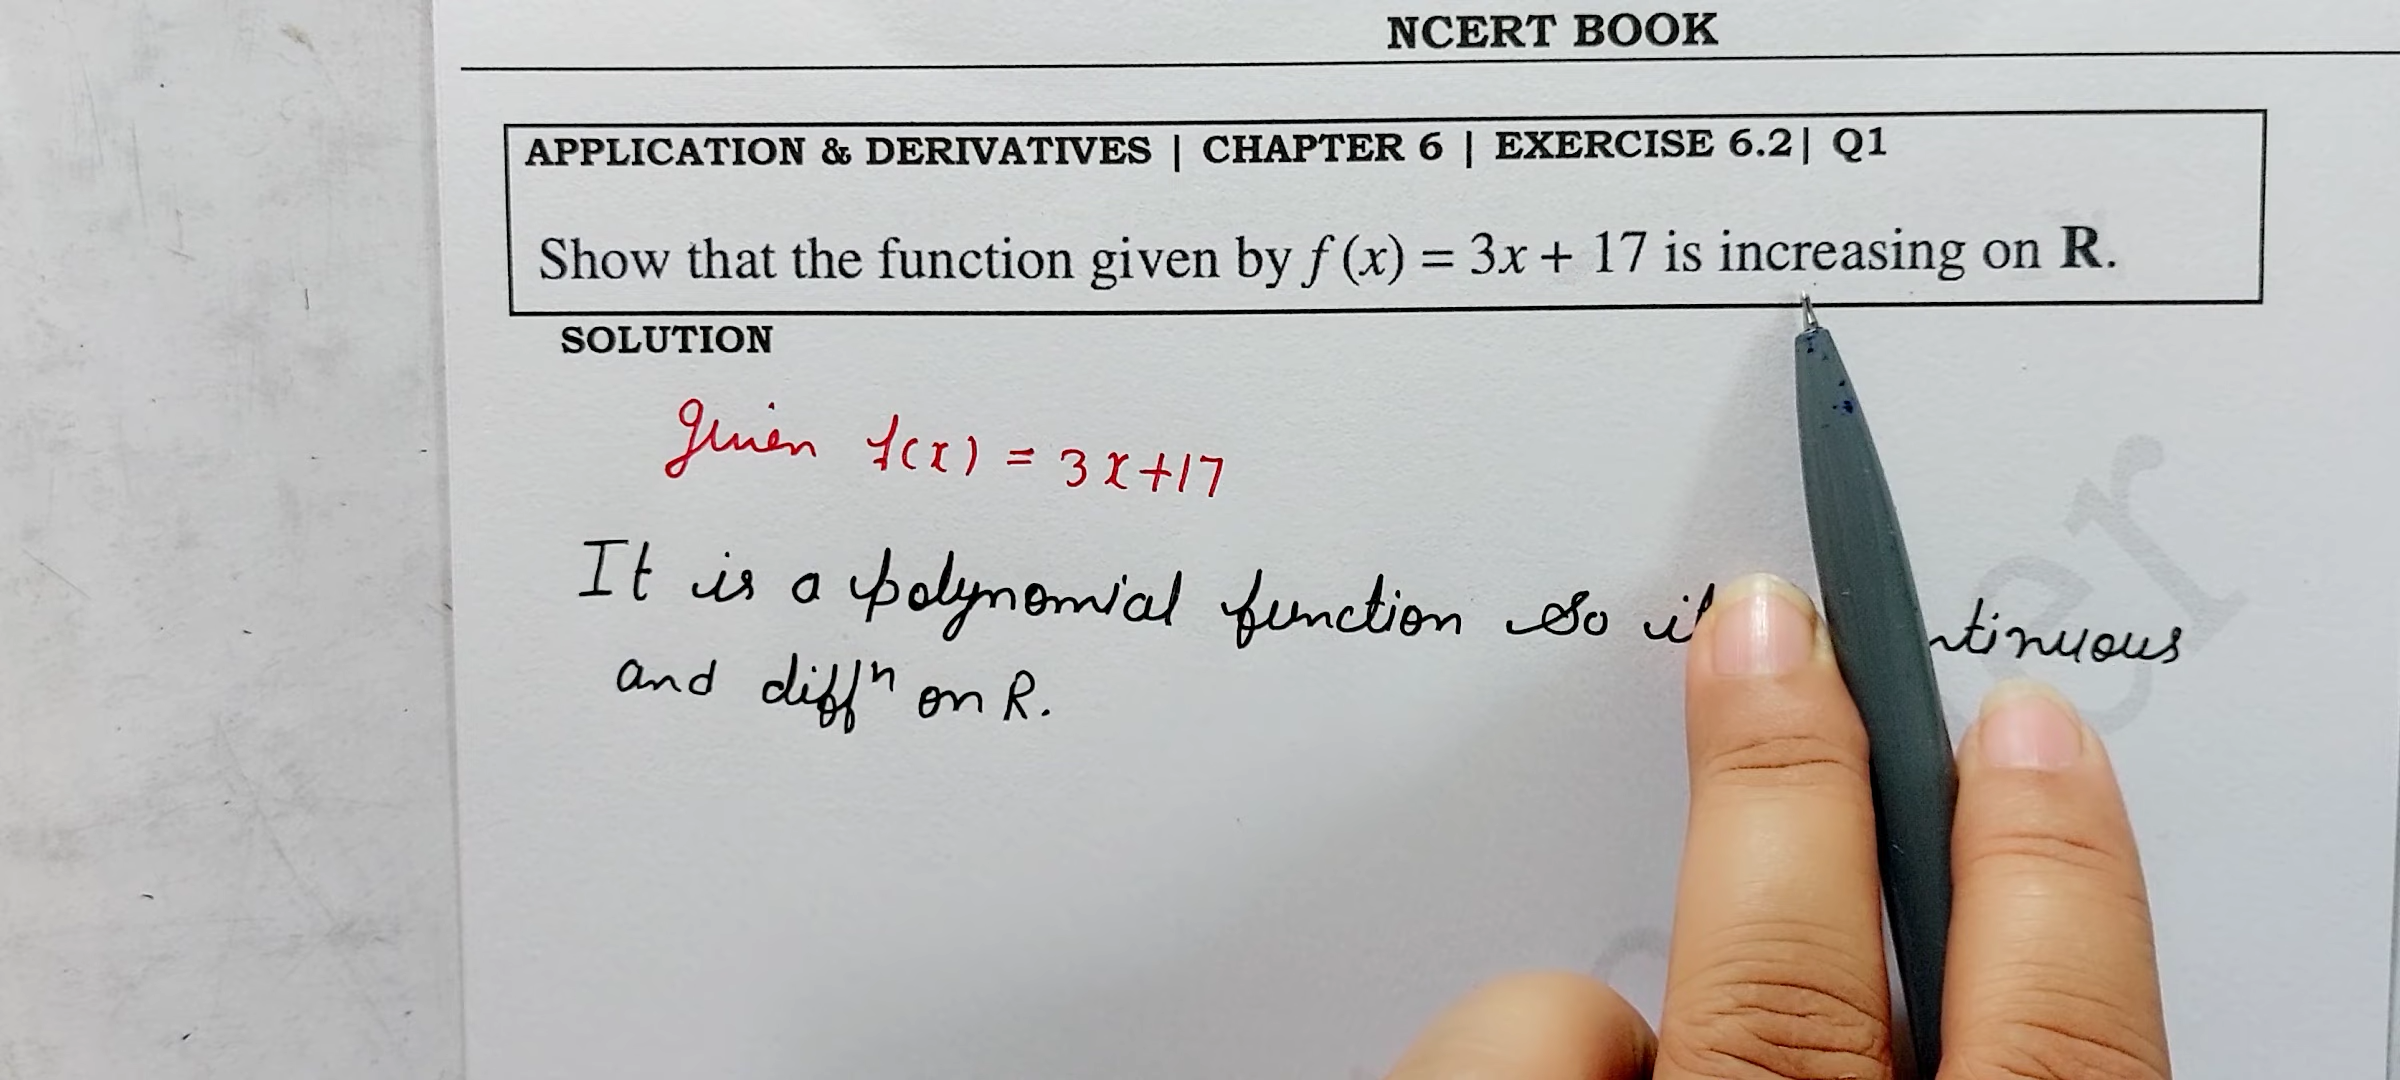 NCERT BOOK
APPLICATION & DERIVATIVES | CHAPTER 6 | EXERCISE 6.2| Q1
Show that the function given by f (x) = 3x + 17 is increasing on R.
SOLUTION
Given f(x) = 3x+17
It is a polynomial function so ntinuous
and diffⁿ on R.